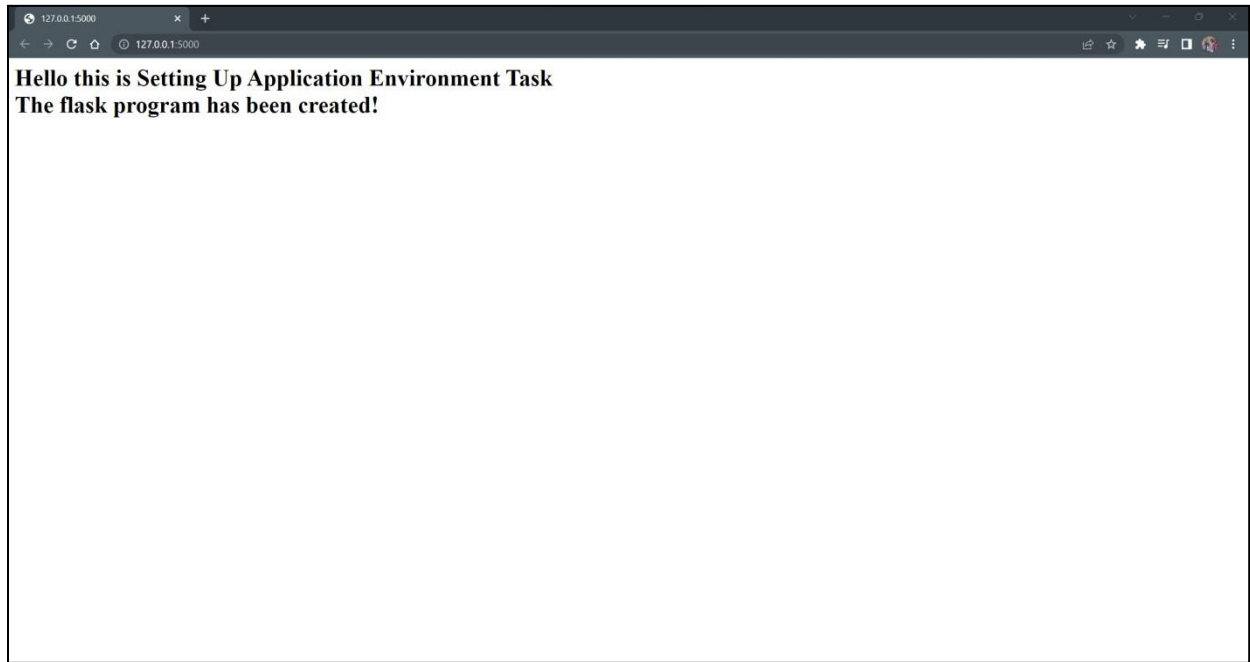 127.0.0.1:5000
127.0.0.1:5000
Hello this is Setting Up Application Environment Task
The flask program has been created!